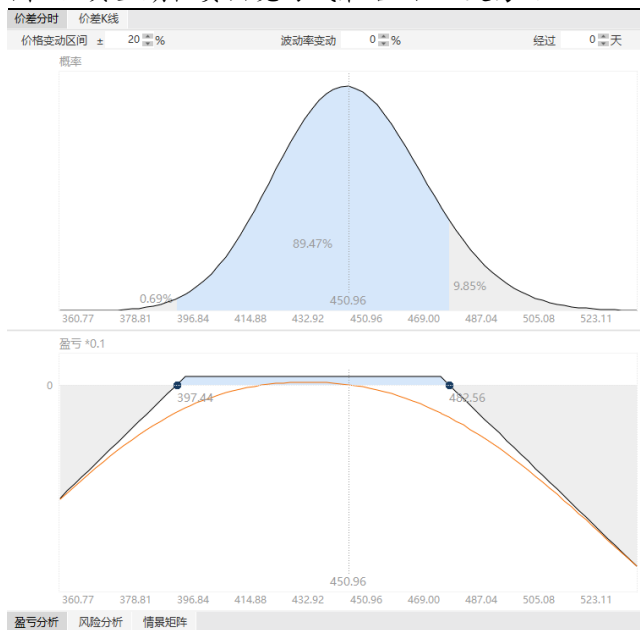 价差分时 价差K线
价格变动区间 ± 20 % 波动率变动 0 % 经过 0 天
概率
89.47%
0.69% 450.96 9.85%
360.77 378.81 396.84 414.88 432.92 450.96 469.00 487.04 505.08 523.11
盈亏 *0.1
0
397.44 482.56
450.96
360.77 378.81 396.84 414.88 432.92 450.96 469.00 487.04 505.08 523.11
盈亏分析 风险分析 情景矩阵